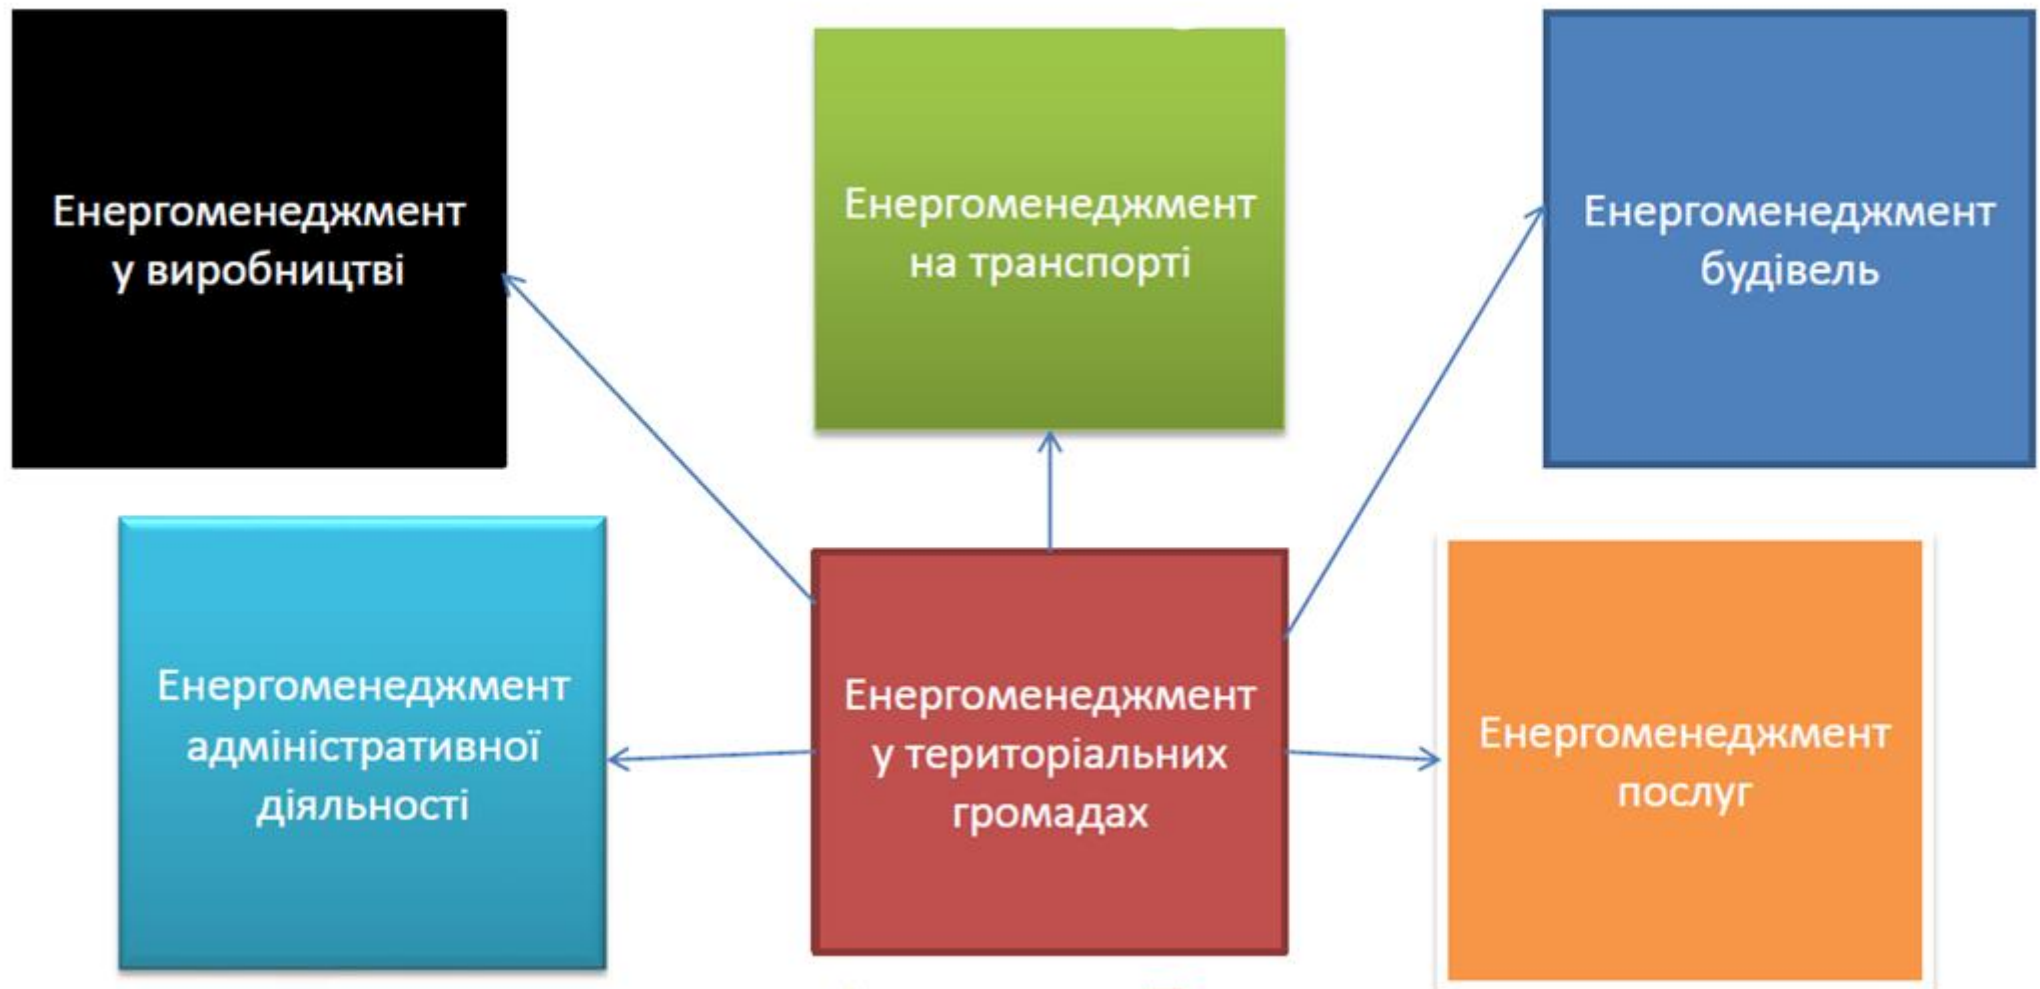 Енергоменеджмент
у виробництві
Енергоменеджмент
на транспорті
Енергоменеджмент
будівель
Енергоменеджмент
адміністративної
діяльності
Енергоменеджмент
у територіальних
громадах
Енергоменеджмент
послуг